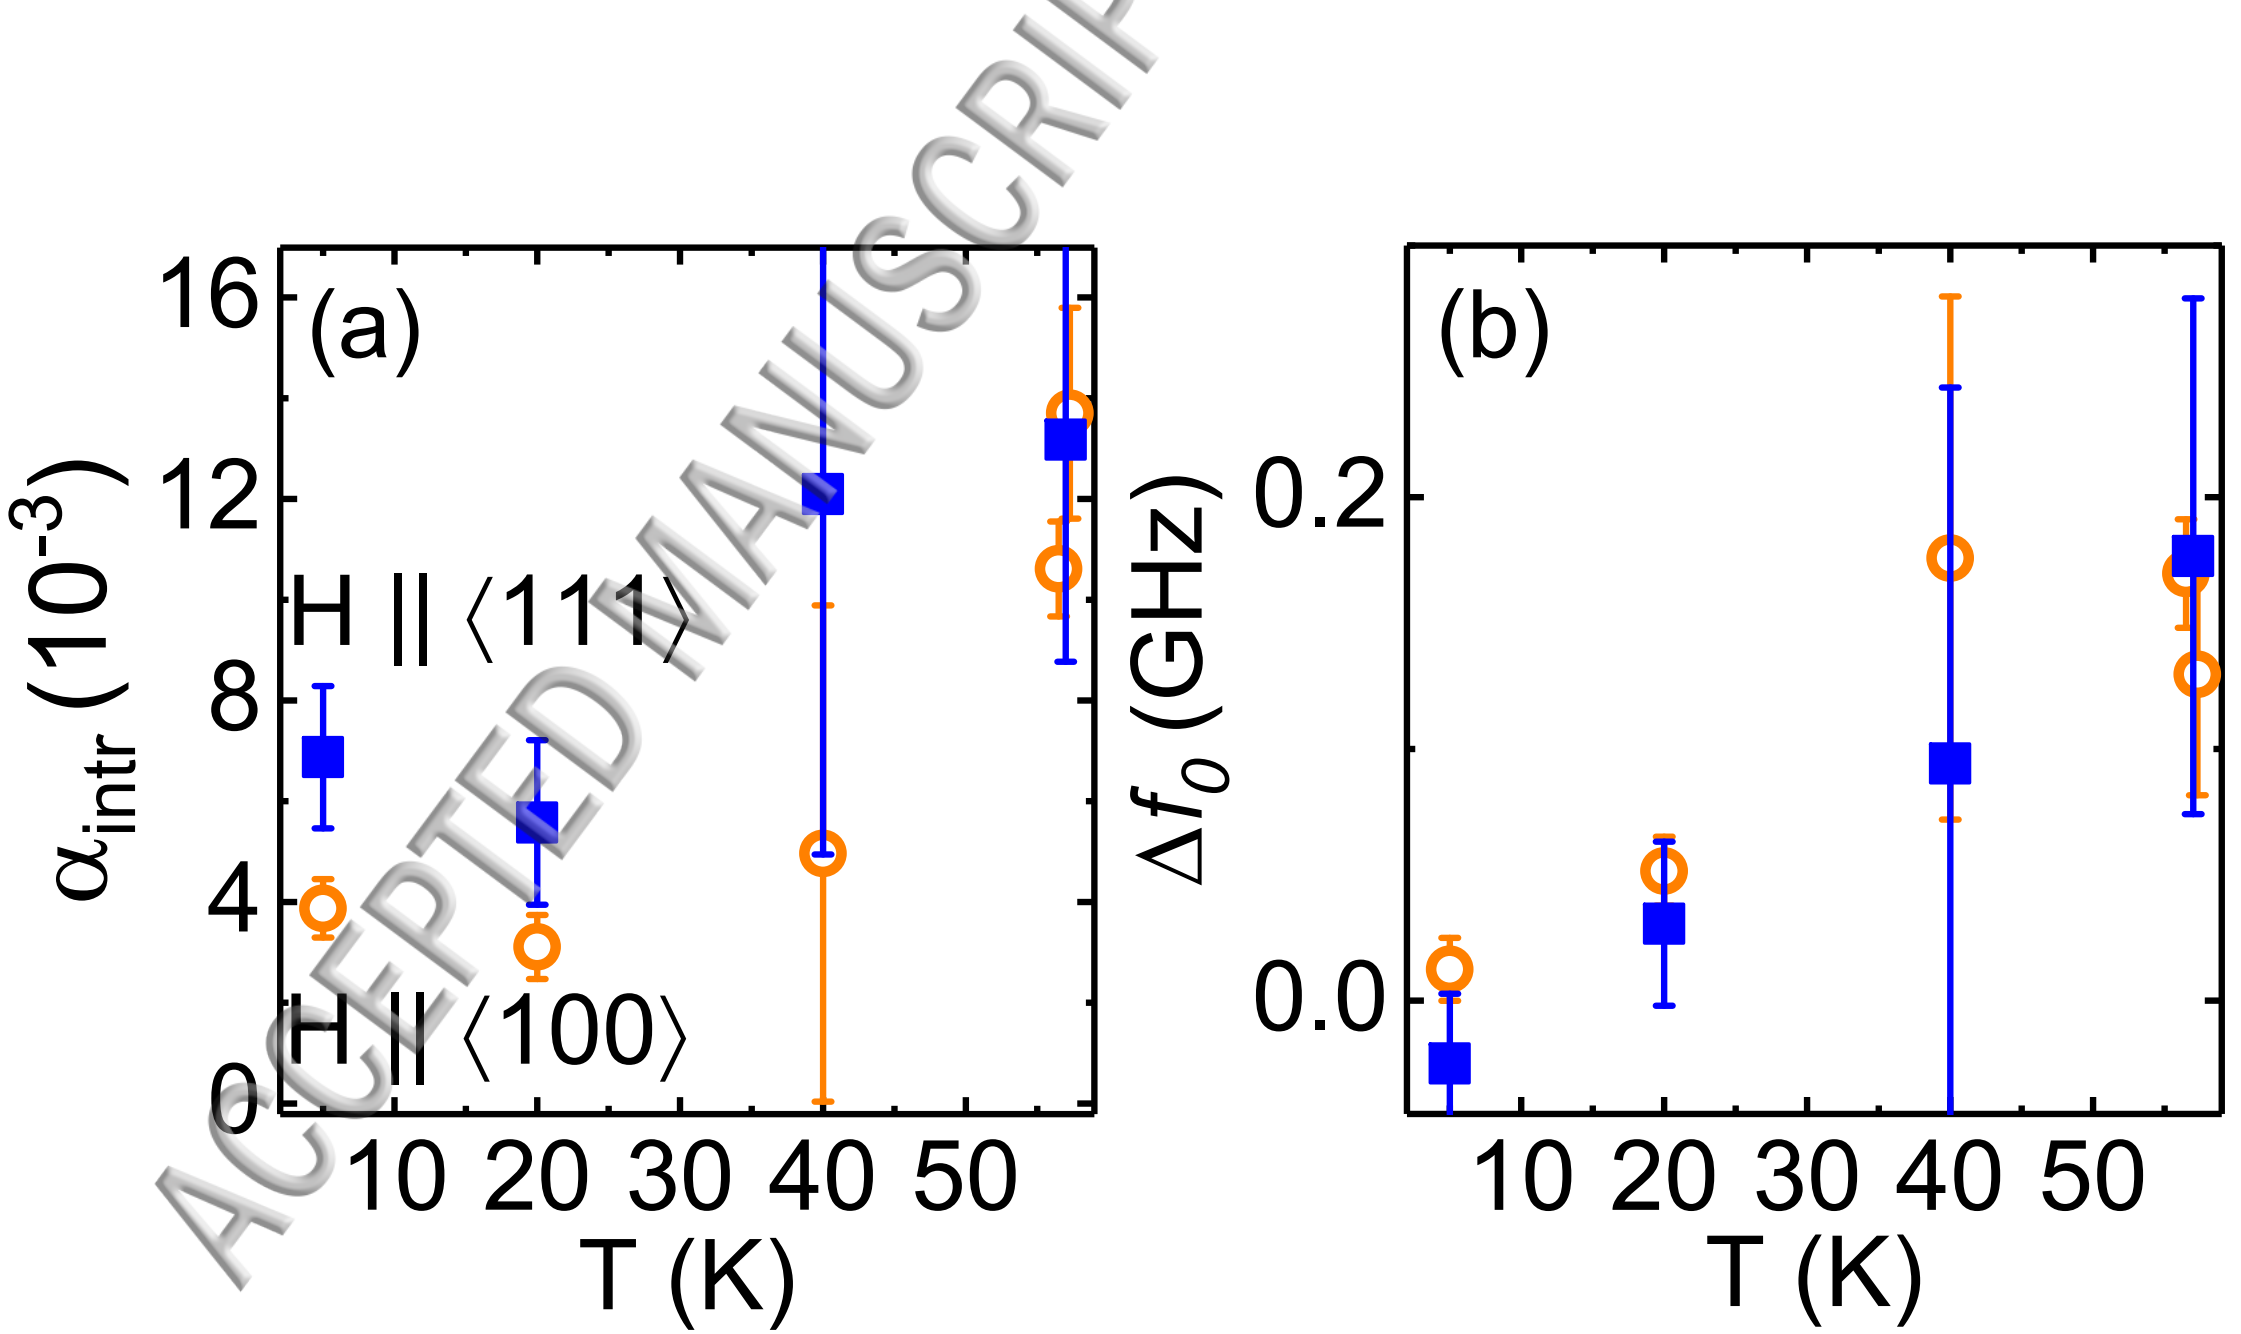 ACCEPTED MANUSCRIP
(a)
16
12
8
4
0
α_intr (10^-3)
H || ⟨111⟩
H || ⟨100⟩
10 20 30 40 50
T (K)
(b)
0.2
0.0
Δf_0 (GHz)
10 20 30 40 50
T (K)